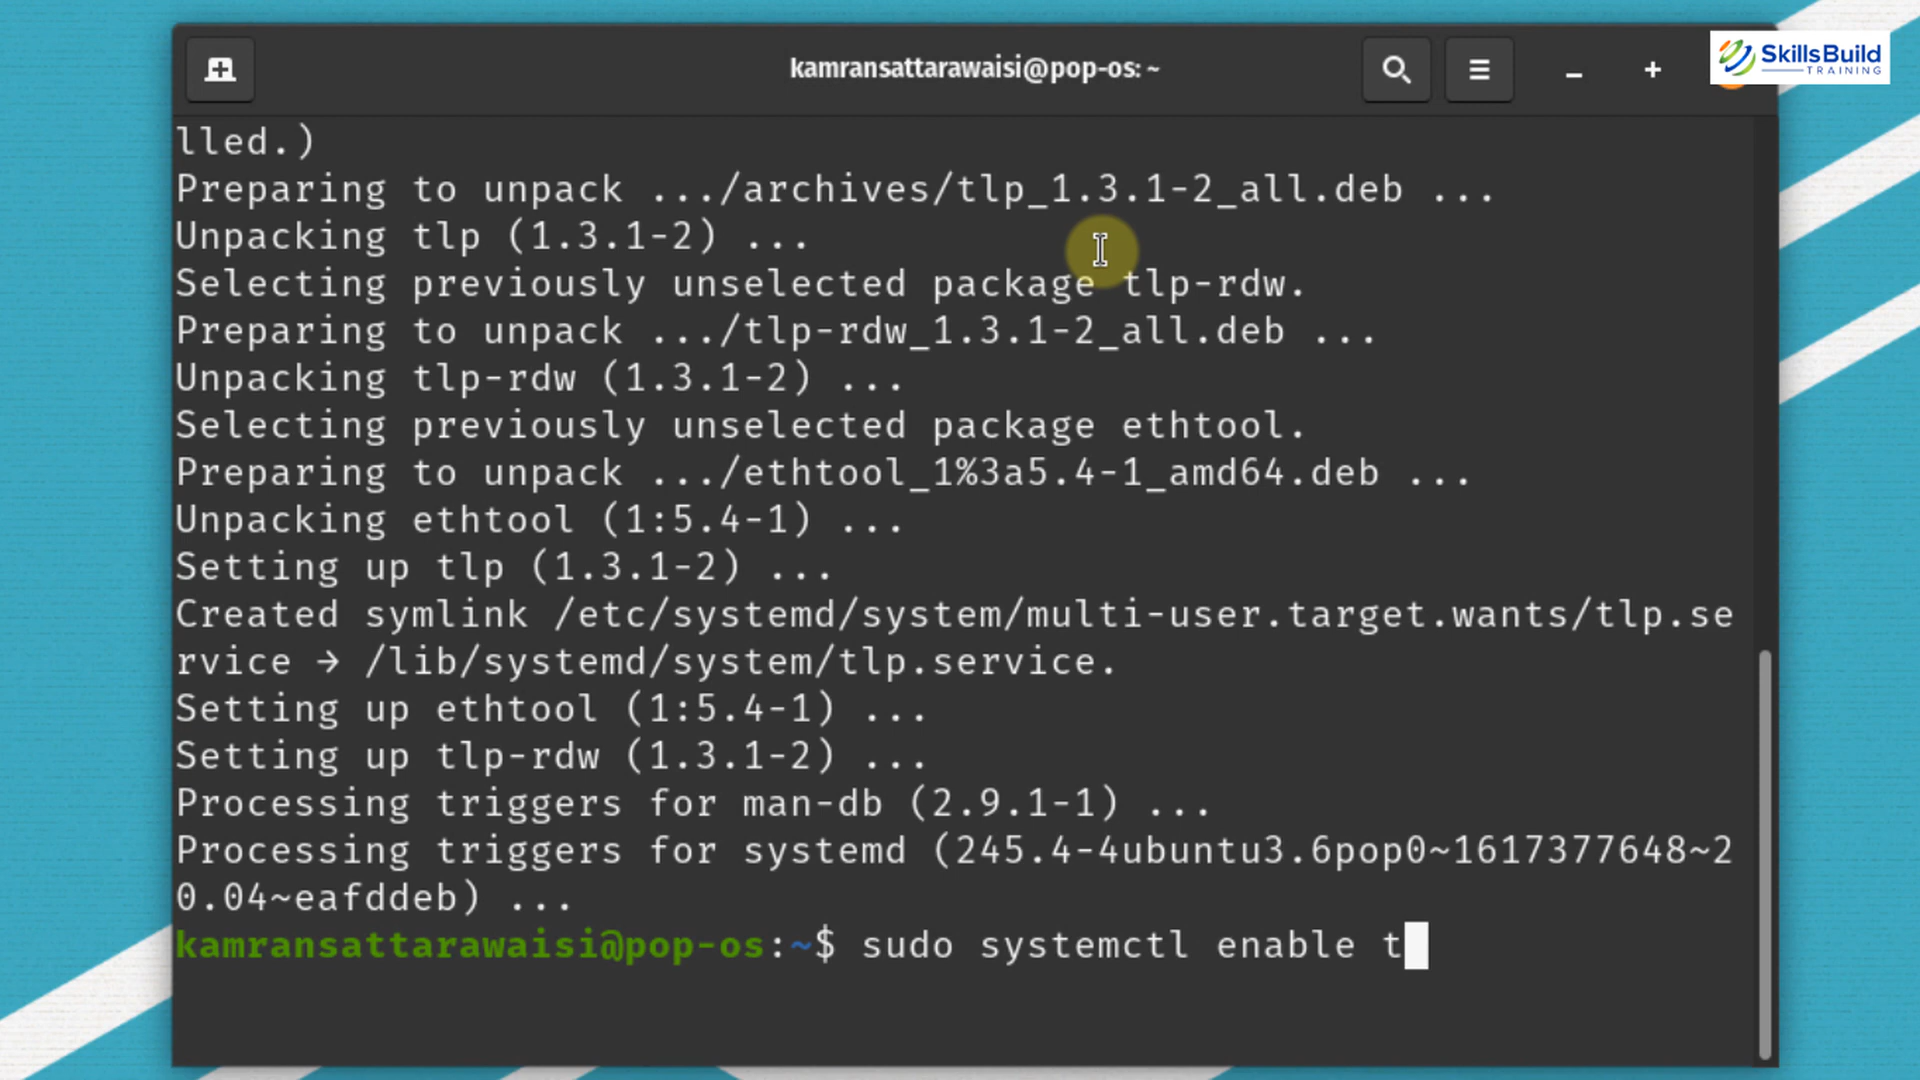 kamransattarawaisi@pop-os: ~
SkillsBuild
TRAINING
lled.)
Preparing to unpack .../archives/tlp_1.3.1-2_all.deb ...
Unpacking tlp (1.3.1-2) ...
Selecting previously unselected package tlp-rdw.
Preparing to unpack .../tlp-rdw_1.3.1-2_all.deb ...
Unpacking tlp-rdw (1.3.1-2) ...
Selecting previously unselected package ethtool.
Preparing to unpack .../ethtool_1%3a5.4-1_amd64.deb ...
Unpacking ethtool (1:5.4-1) ...
Setting up tlp (1.3.1-2) ...
Created symlink /etc/systemd/system/multi-user.target.wants/tlp.se
rvice → /lib/systemd/system/tlp.service.
Setting up ethtool (1:5.4-1) ...
Setting up tlp-rdw (1.3.1-2) ...
Processing triggers for man-db (2.9.1-1) ...
Processing triggers for systemd (245.4-4ubuntu3.6pop0~1617377648~2
0.04~eafddeb) ...
kamransattarawaisi@pop-os:~$ sudo systemctl enable t